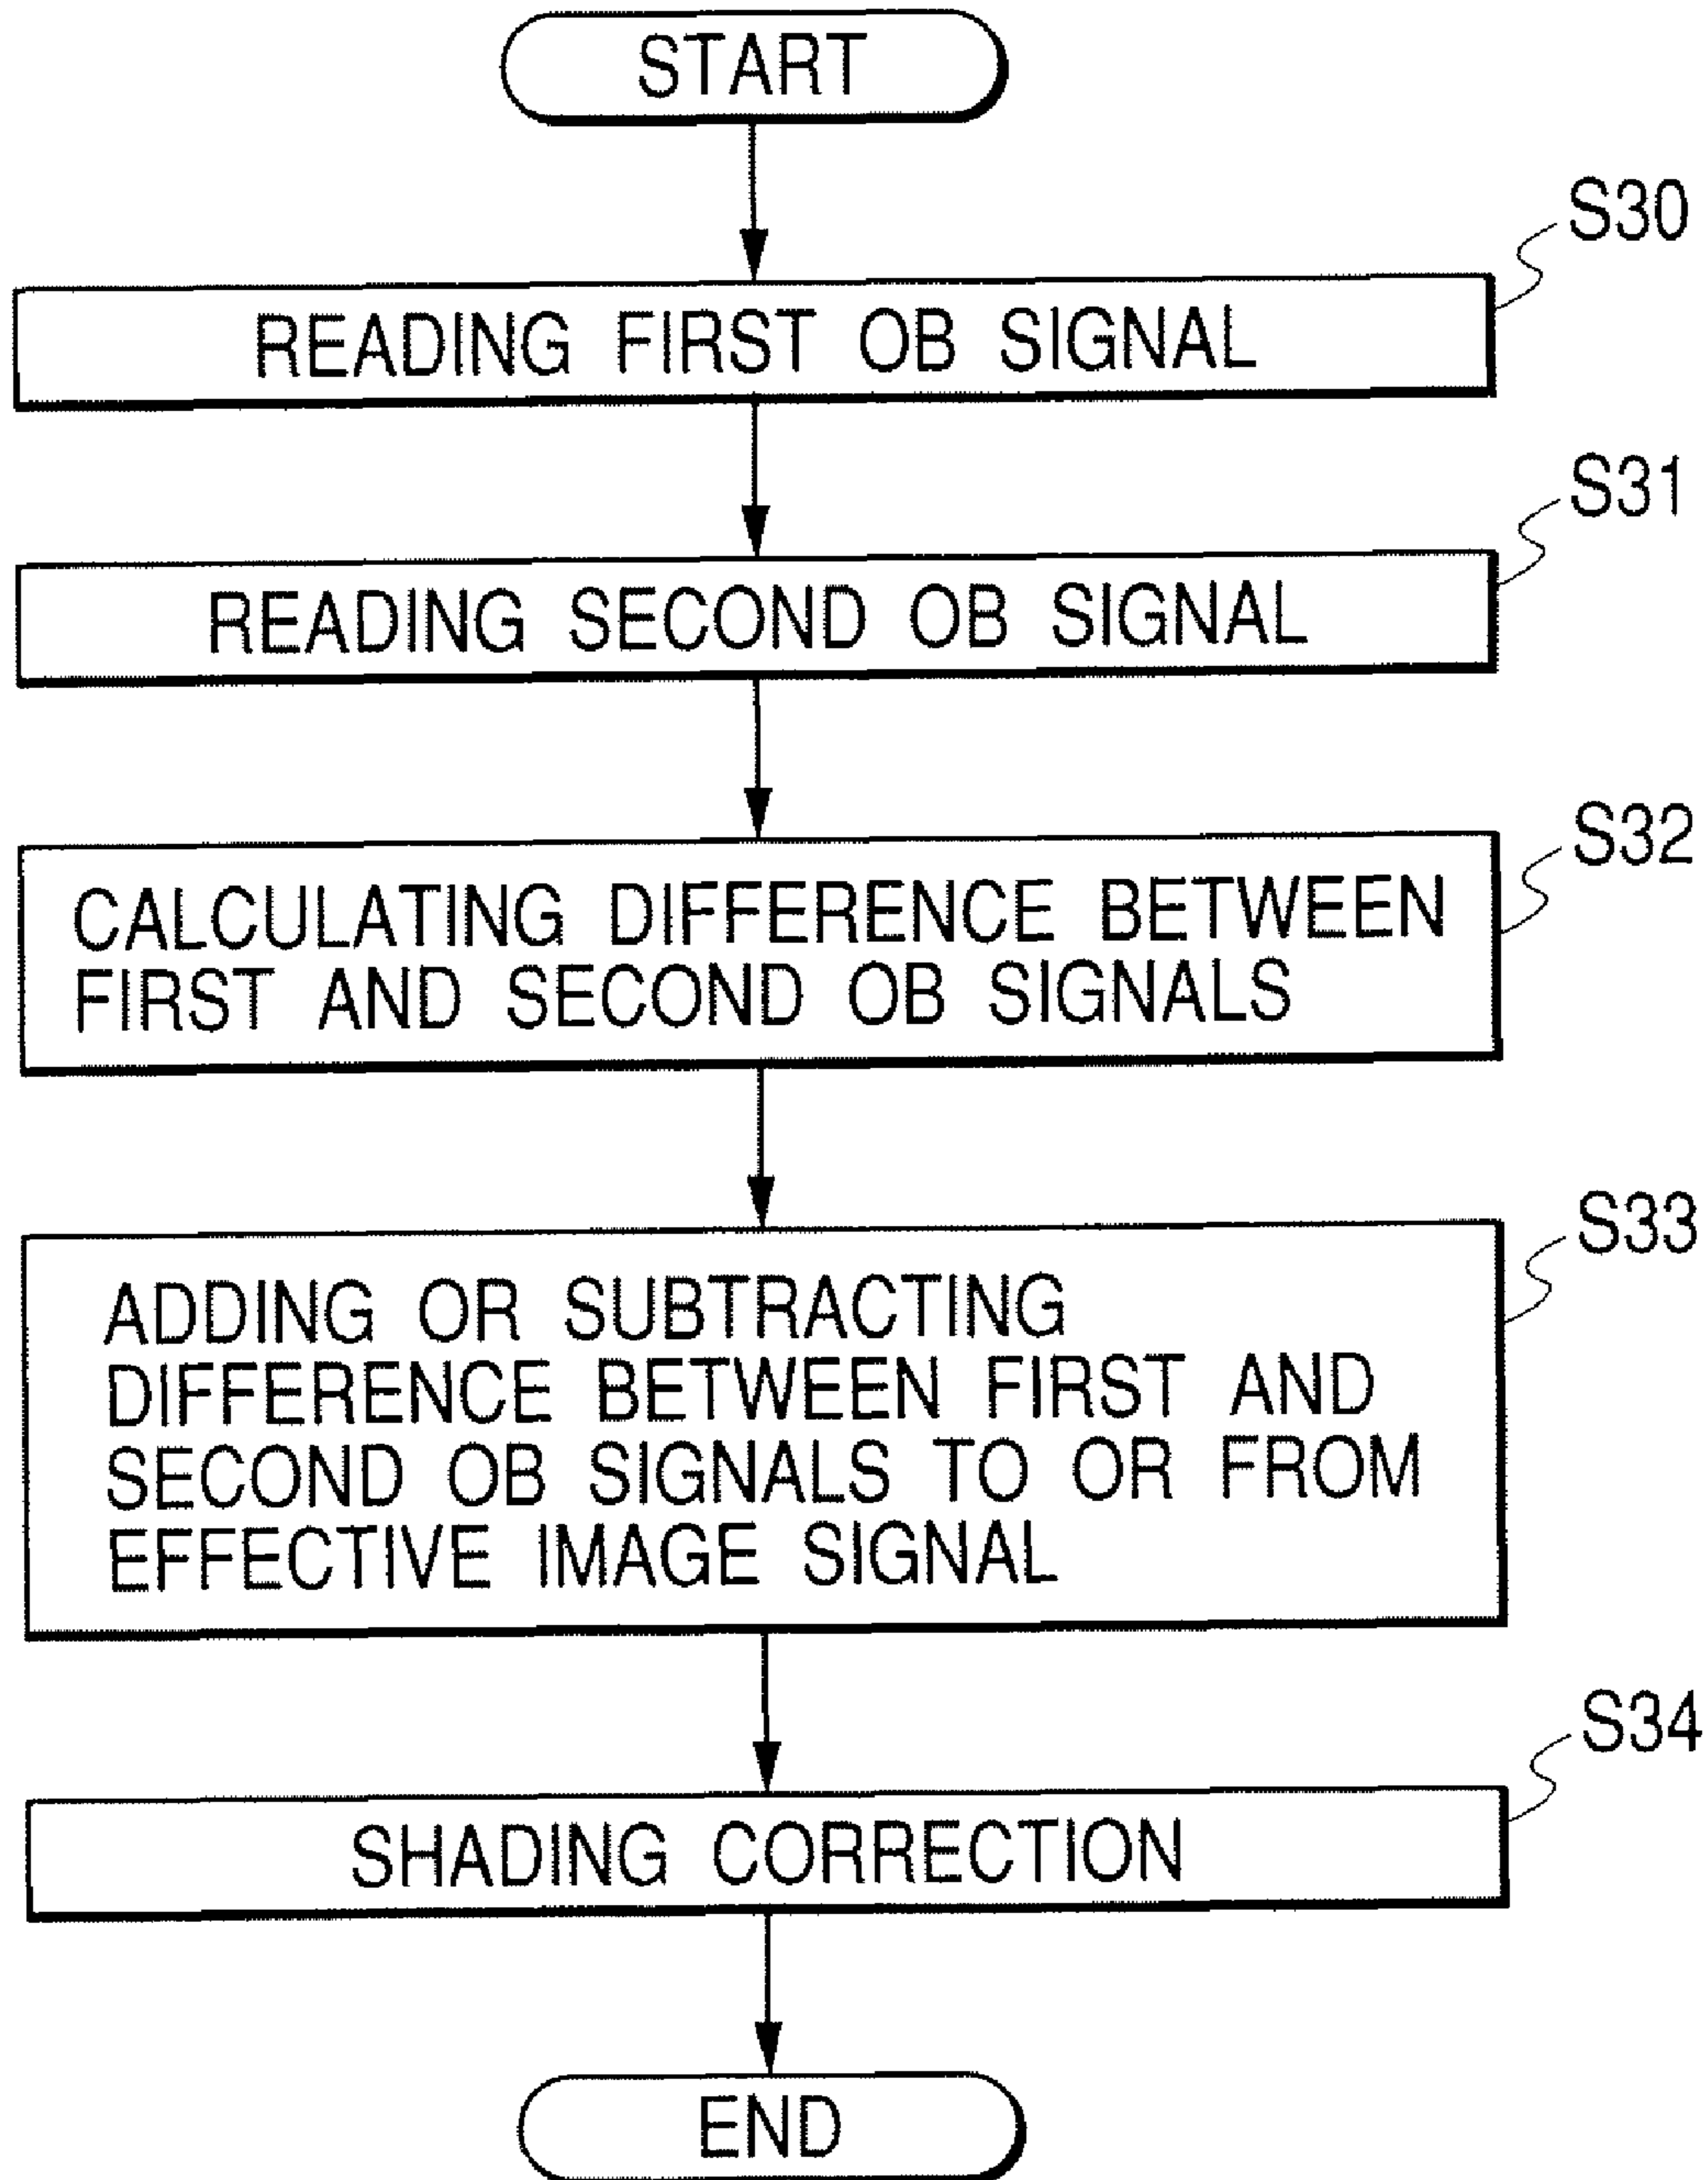 START
S30
READING FIRST OB SIGNAL
S31
READING SECOND OB SIGNAL
S32
CALCULATING DIFFERENCE BETWEEN
FIRST AND SECOND OB SIGNALS
S33
ADDING OR SUBTRACTING
DIFFERENCE BETWEEN FIRST AND
SECOND OB SIGNALS TO OR FROM
EFFECTIVE IMAGE SIGNAL
S34
SHADING CORRECTION
END